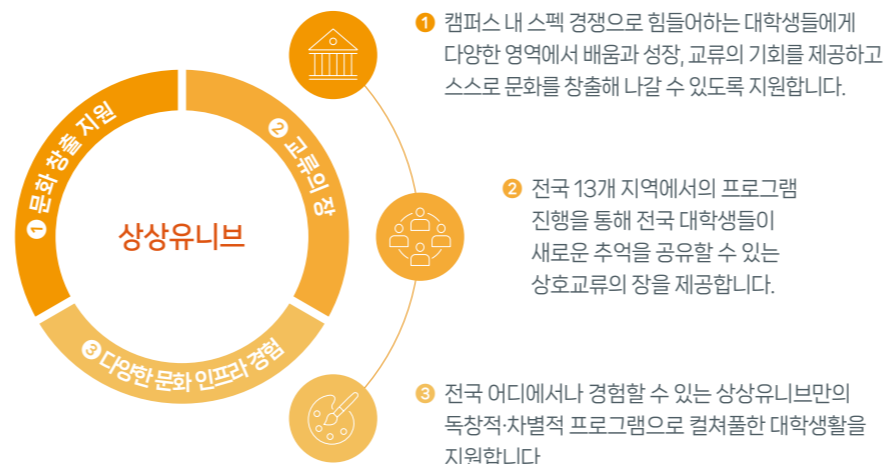 ❶ 문화 창출 지원
❷ 교류의 장
❸ 다양한 문화 인프라 경험
상상유니브
❶ 캠퍼스 내 스펙 경쟁으로 힘들어하는 대학생들에게
다양한 영역에서 배움과 성장, 교류의 기회를 제공하고
스스로 문화를 창출해 나갈 수 있도록 지원합니다.
❷ 전국 13개 지역에서의 프로그램
진행을 통해 전국 대학생들이
새로운 추억을 공유할 수 있는
상호교류의 장을 제공합니다.
❸ 전국 어디에서나 경험할 수 있는 상상유니브만의
독창적·차별적 프로그램으로 컬쳐풀한 대학생활을
지원합니다